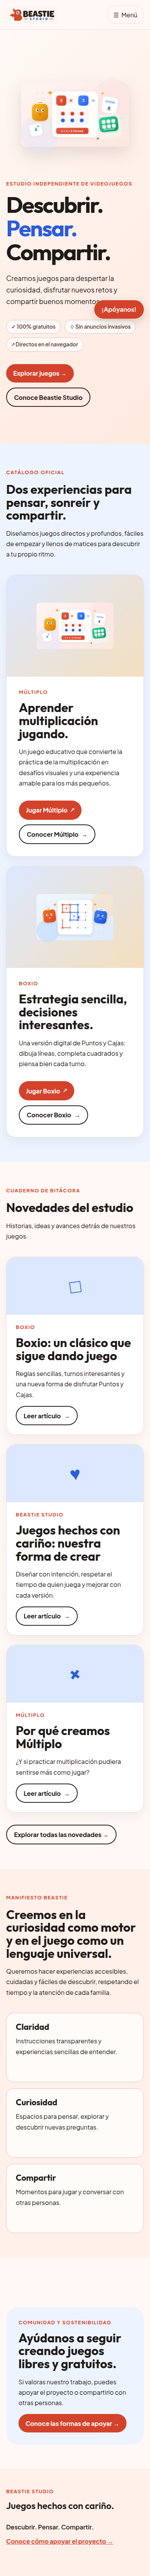 BEASTIE
STUDIO
☰ Menú
ESTUDIO INDEPENDIENTE DE VIDEOJUEGOS
Descubrir.
Pensar.
Compartir.
Creamos juegos para despertar la
curiosidad, disfrutar nuevos retos y
compartir buenos momentos
¡Apóyanos!
✓ 100% gratuitos
◊ Sin anuncios invasivos
↗ Directos en el navegador
Explorar juegos →
Conoce Beastie Studio
CATÁLOGO OFICIAL
Dos experiencias para
pensar, sonreír y
compartir.
Diseñamos juegos directos y profundos, fáciles
de empezar y llenos de matices para descubrir
a tu propio ritmo.
MÚLTIPLO
Aprender
multiplicación
jugando.
Un juego educativo que convierte la
práctica de la multiplicación en
desafíos visuales y una experiencia
amable para los más pequeños.
Jugar Múltiplo ↗
Conocer Múltiplo →
BOXIO
Estrategia sencilla,
decisiones
interesantes.
Una versión digital de Puntos y Cajas:
dibuja líneas, completa cuadrados y
piensa bien cada turno.
Jugar Boxio ↗
Conocer Boxio →
CUADERNO DE BITÁCORA
Novedades del estudio
Historias, ideas y avances detrás de nuestros
juegos.
BOXIO
Boxio: un clásico que
sigue dando juego
Reglas sencillas, turnos interesantes y
una nueva forma de disfrutar Puntos y
Cajas.
Leer artículo →
BEASTIE STUDIO
Juegos hechos con
cariño: nuestra
forma de crear
Diseñar con intención, respetar el
tiempo de quien juega y mejorar con
cada versión.
Leer artículo →
MÚLTIPLO
Por qué creamos
Múltiplo
¿Y si practicar multiplicación pudiera
sentirse más como jugar?
Leer artículo →
Explorar todas las novedades →
MANIFIESTO BEASTIE
Creemos en la
curiosidad como motor
y en el juego como un
lenguaje universal.
Queremos hacer experiencias accesibles,
cuidadas y fáciles de descubrir, respetando el
tiempo y la atención de cada familia.
Claridad
Instrucciones transparentes y
experiencias sencillas de entender.
Curiosidad
Espacios para pensar, explorar y
descubrir nuevas preguntas.
Compartir
Momentos para jugar y conversar con
otras personas.
COMUNIDAD Y SOSTENIBILIDAD
Ayúdanos a seguir
creando juegos
libres y gratuitos.
Si valoras nuestro trabajo, puedes
apoyar el proyecto o compartirlo con
otras personas.
Conoce las formas de apoyar →
BEASTIE STUDIO
Juegos hechos con cariño.
Descubrir. Pensar. Compartir.
Conoce cómo apoyar el proyecto →